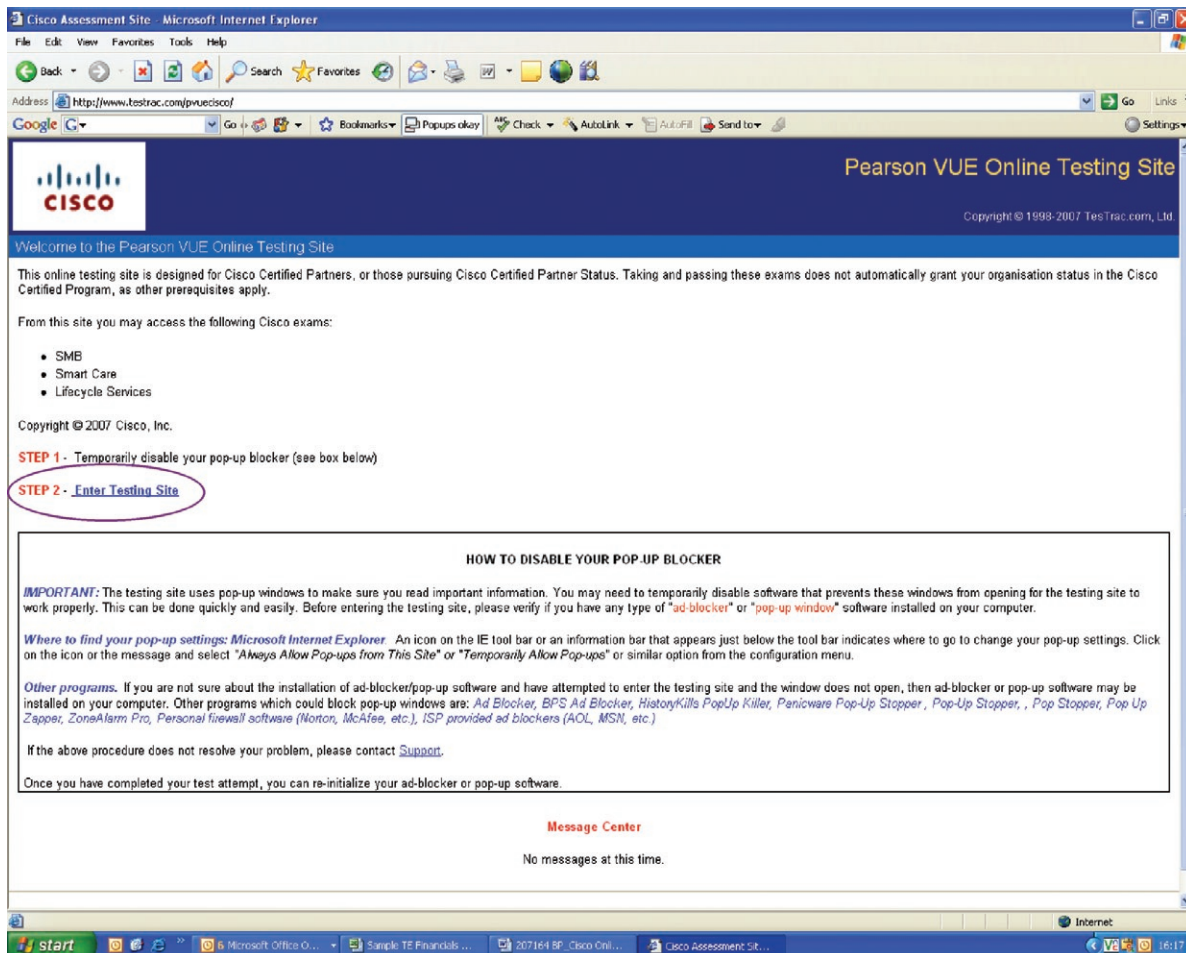 Cisco Assessment Site - Microsoft Internet Explorer
File Edit View Favorites Tools Help
Back Search Favorites
Address http://www.testrac.com/pvuecisco/ Go Links
Google G Go Bookmarks Popups okay Check AutoLink AutoFill Send to Settings
CISCO
Pearson VUE Online Testing Site
Copyright © 1998-2007 TesTrac.com, Ltd.
Welcome to the Pearson VUE Online Testing Site
This online testing site is designed for Cisco Certified Partners, or those pursuing Cisco Certified Partner Status. Taking and passing these exams does not automatically grant your organisation status in the Cisco
Certified Program, as other prerequisites apply.
From this site you may access the following Cisco exams:
• SMB
• Smart Care
• Lifecycle Services
Copyright © 2007 Cisco, Inc.
STEP 1 - Temporarily disable your pop-up blocker (see box below)
STEP 2 - Enter Testing Site
HOW TO DISABLE YOUR POP-UP BLOCKER
IMPORTANT: The testing site uses pop-up windows to make sure you read important information. You may need to temporarily disable software that prevents these windows from opening for the testing site to
work properly. This can be done quickly and easily. Before entering the testing site, please verify if you have any type of "ad-blocker" or "pop-up window" software installed on your computer.
Where to find your pop-up settings: Microsoft Internet Explorer An icon on the IE tool bar or an information bar that appears just below the tool bar indicates where to go to change your pop-up settings. Click
on the icon or the message and select "Always Allow Pop-ups from This Site" or "Temporarily Allow Pop-ups" or similar option from the configuration menu.
Other programs. If you are not sure about the installation of ad-blocker/pop-up software and have attempted to enter the testing site and the window does not open, then ad-blocker or pop-up software may be
installed on your computer. Other programs which could block pop-up windows are: Ad Blocker, BPS Ad Blocker, HistoryKills PopUp Killer, Panicware Pop-Up Stopper , Pop-Up Stopper, , Pop Stopper, Pop Up
Zapper, ZoneAlarm Pro, Personal firewall software (Norton, McAfee, etc.), ISP provided ad blockers (AOL, MSN, etc.)
If the above procedure does not resolve your problem, please contact Support.
Once you have completed your test attempt, you can re-initialize your ad-blocker or pop-up software.
Message Center
No messages at this time.
Internet
start 6 Microsoft Office O... Sample TE Financials ... 207164 BP_Cisco Onli... Cisco Assessment Sit... 16:17